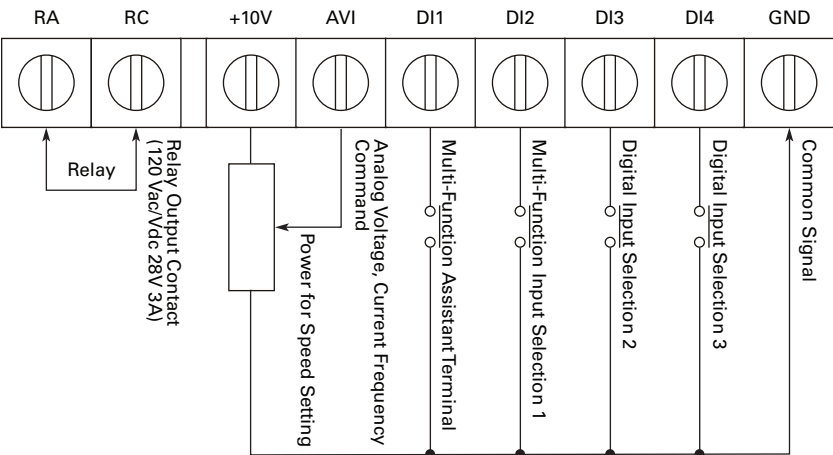 RA RC +10V AVI DI1 DI2 DI3 DI4 GND
Relay
Relay Output Contact
(120 Vac/Vdc 28V 3A)
Power for Speed Setting
Analog Voltage, Current Frequency
Command
Multi-Function Assistant Terminal
Multi-Function Input Selection 1
Digital Input Selection 2
Digital Input Selection 3
Common Signal